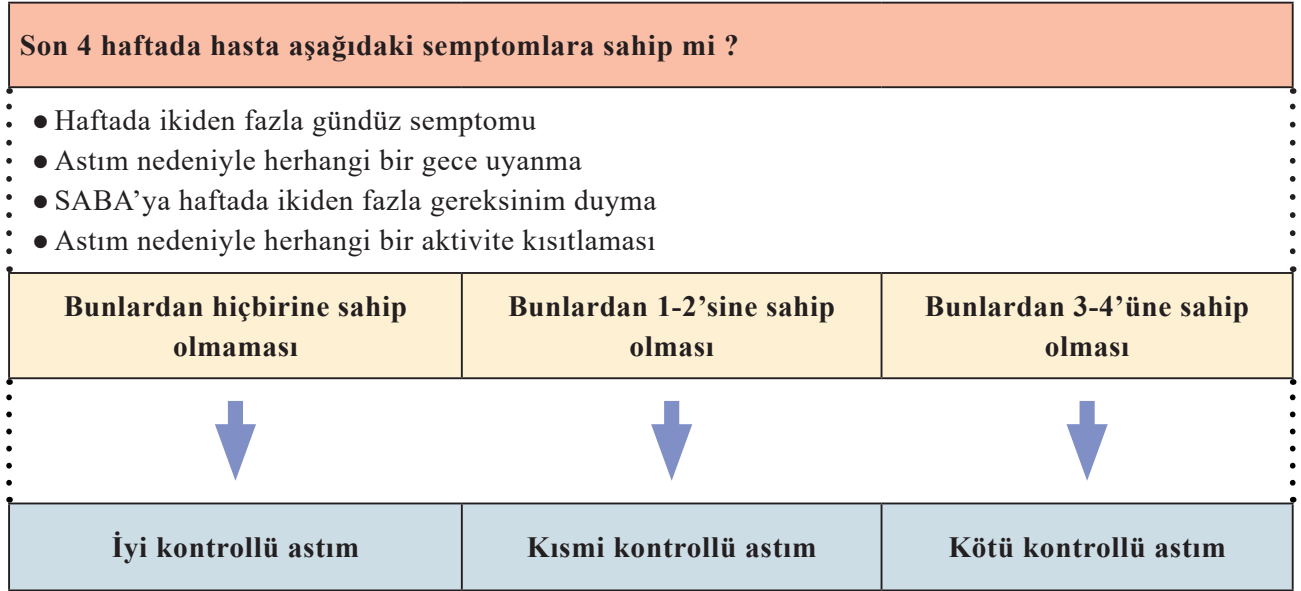 Son 4 haftada hasta aşağıdaki semptomlara sahip mi ?
● Haftada ikiden fazla gündüz semptomu
● Astım nedeniyle herhangi bir gece uyanma
● SABA’ya haftada ikiden fazla gereksinim duyma
● Astım nedeniyle herhangi bir aktivite kısıtlaması
Bunlardan hiçbirine sahip
olmaması
Bunlardan 1-2’sine sahip
olması
Bunlardan 3-4’üne sahip
olması
İyi kontrollü astım
Kısmi kontrollü astım
Kötü kontrollü astım